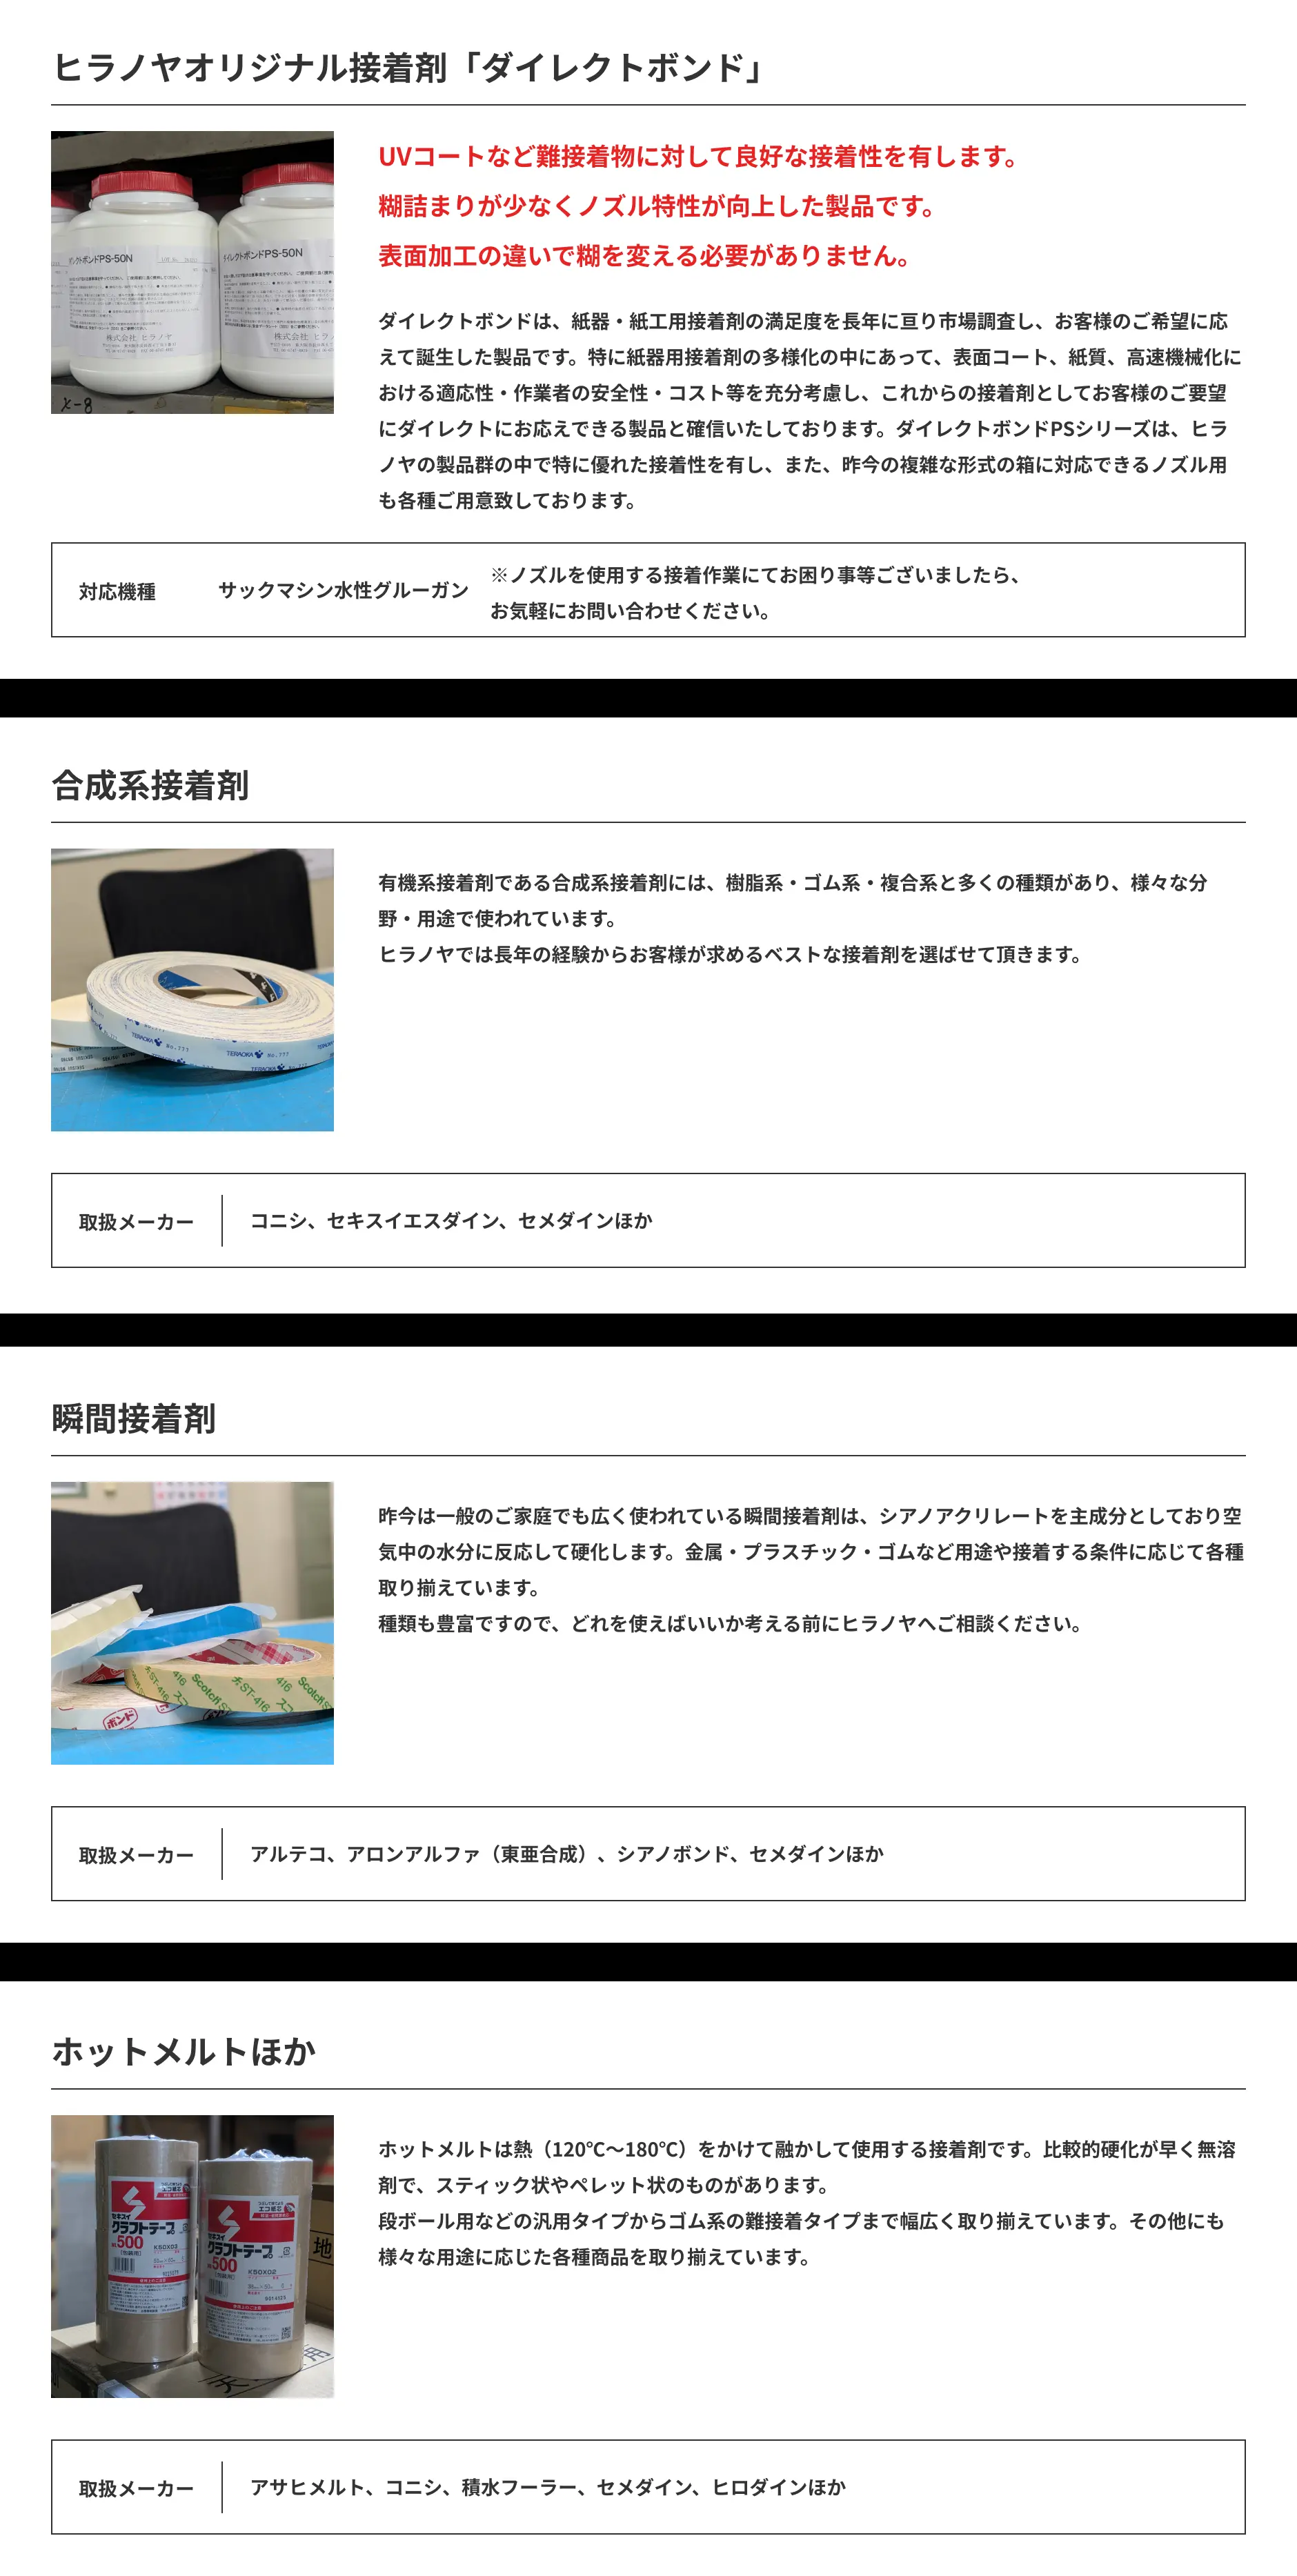 ヒラノヤオリジナル接着剤「ダイレクトボンド」
UVコートなど難接着物に対して良好な接着性を有します。
糊詰まりが少なくノズル特性が向上した製品です。
表面加工の違いで糊を変える必要がありません。
ダイレクトボンドは、紙器・紙工用接着剤の満足度を長年に亘り市場調査し、お客様のご希望に応
えて誕生した製品です。特に紙器用接着剤の多様化の中にあって、表面コート、紙質、高速機械化に
おける適応性・作業者の安全性・コスト等を充分考慮し、これからの接着剤としてお客様のご要望
にダイレクトにお応えできる製品と確信いたしております。ダイレクトボンドPSシリーズは、ヒラ
ノヤの製品群の中で特に優れた接着性を有し、また、昨今の複雑な形式の箱に対応できるノズル用
も各種ご用意致しております。
レクトボンドPS-50N
イレクトボンドPS-50N
株式会社 ヒラノヤ
株式会社 ヒラノ
X-8
対応機種
サックマシン水性グルーガン
※ノズルを使用する接着作業にてお困り事等ございましたら、
お気軽にお問い合わせください。
合成系接着剤
有機系接着剤である合成系接着剤には、樹脂系・ゴム系・複合系と多くの種類があり、様々な分
野・用途で使われています。
ヒラノヤでは長年の経験からお客様が求めるベストな接着剤を選ばせて頂きます。
TERAOKA No.777
TERAOKA No.777
TERAOKA
取扱メーカー
コニシ、セキスイエスダイン、セメダインほか
瞬間接着剤
昨今は一般のご家庭でも広く使われている瞬間接着剤は、シアノアクリレートを主成分としており空
気中の水分に反応して硬化します。金属・プラスチック・ゴムなど用途や接着する条件に応じて各種
取り揃えています。
種類も豊富ですので、どれを使えばいいか考える前にヒラノヤへご相談ください。
ST-416
416
Scotch ST
ST-416
Scotch
ボンド
取扱メーカー
アルテコ、アロンアルファ（東亜合成）、シアノボンド、セメダインほか
ホットメルトほか
ホットメルトは熱（120℃～180℃）をかけて融かして使用する接着剤です。比較的硬化が早く無溶
剤で、スティック状やペレット状のものがあります。
段ボール用などの汎用タイプからゴム系の難接着タイプまで幅広く取り揃えています。その他にも
様々な用途に応じた各種商品を取り揃えています。
セキスイ
クラフトテープ
500
K50X03
クラフトテープ
500
K50X02
地
取扱メーカー
アサヒメルト、コニシ、積水フーラー、セメダイン、ヒロダインほか